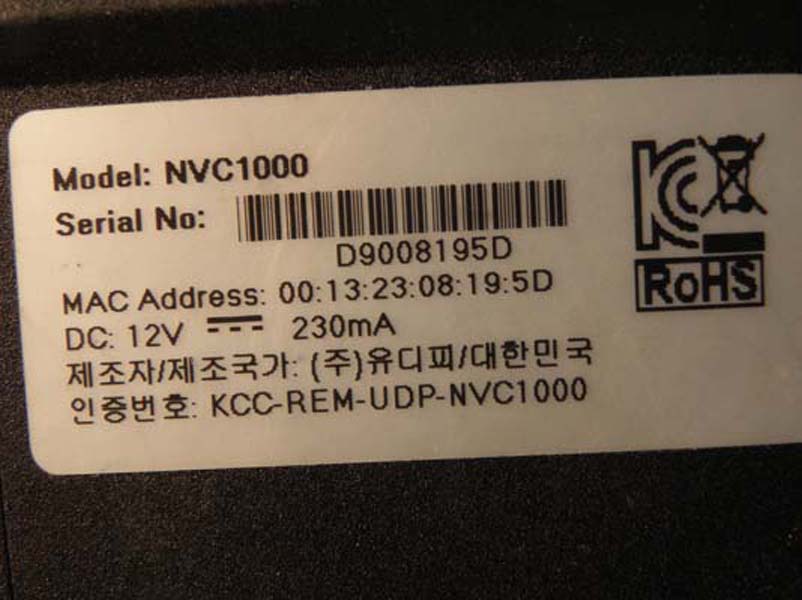 Model: NVC1000
Serial No:
D9008195D
MAC Address: 00:13:23:08:19:5D
DC: 12V 230mA
제조자/제조국가: (주)유디피/대한민국
인증번호: KCC-REM-UDP-NVC1000
KC
RoHS